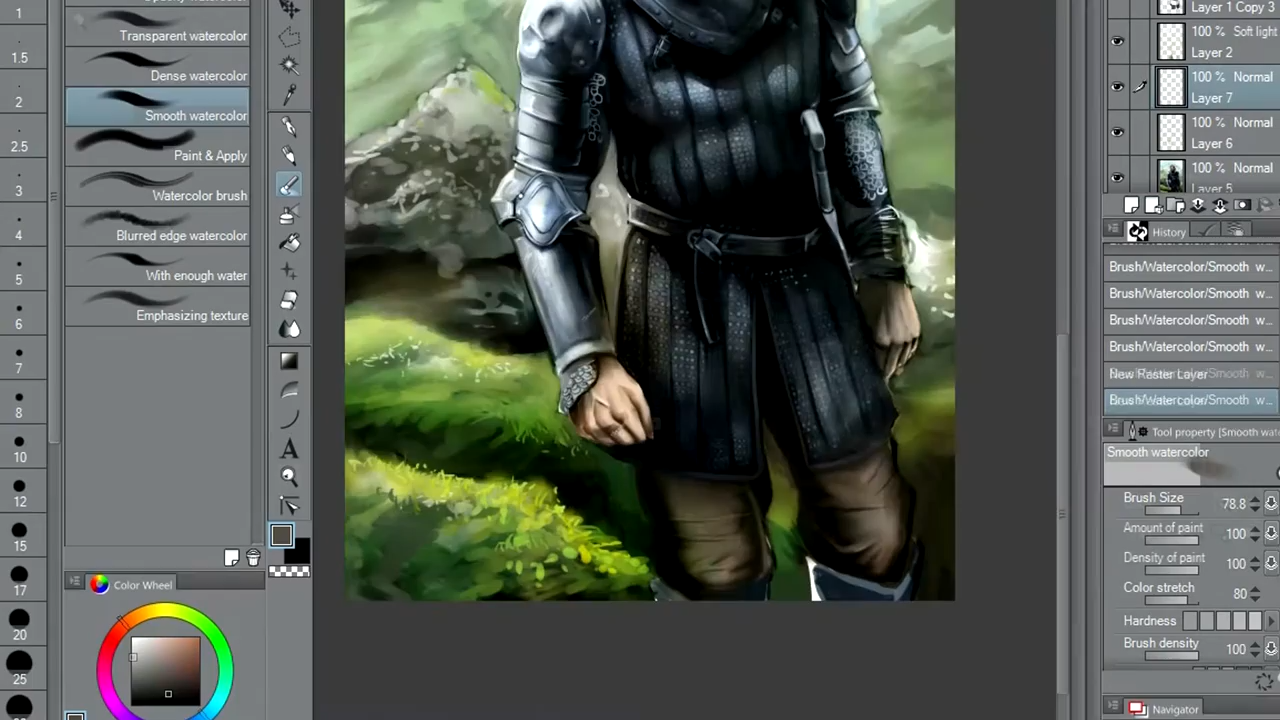 1
1.5
2
2.5
3
4
5
6
7
8
10
12
15
17
20
25
Transparent watercolor
Dense watercolor
Smooth watercolor
Paint & Apply
Watercolor brush
Blurred edge watercolor
With enough water
Emphasizing texture
Color Wheel
A
Layer 1 Copy 3
100 % Soft light
Layer 2
100 % Normal
Layer 7
100 % Normal
Layer 6
100 % Normal
Layer 5
History
Brush/Watercolor/Smooth w...
Brush/Watercolor/Smooth w...
Brush/Watercolor/Smooth w...
Brush/Watercolor/Smooth w...
New Raster Layer
Brush/Watercolor/Smooth w...
Tool property [Smooth wate
Smooth watercolor
Brush Size 78.8
Amount of paint 100
Density of paint 100
Color stretch 80
Hardness
Brush density 100
Navigator